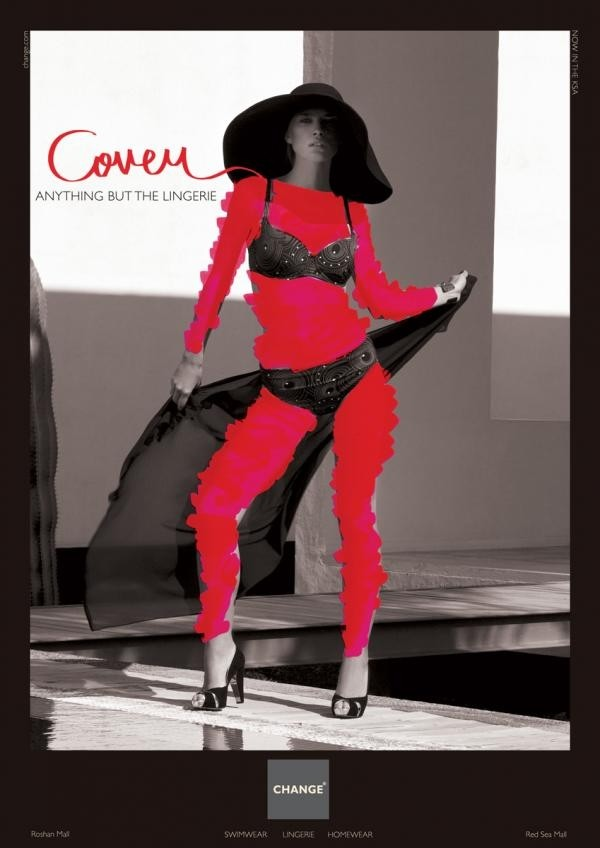 change.com
NOW IN THE KSA
Cover
ANYTHING BUT THE LINGERIE
CHANGE®
Roshan Mall
SWIMWEAR LINGERIE HOMEWEAR
Red Sea Mall